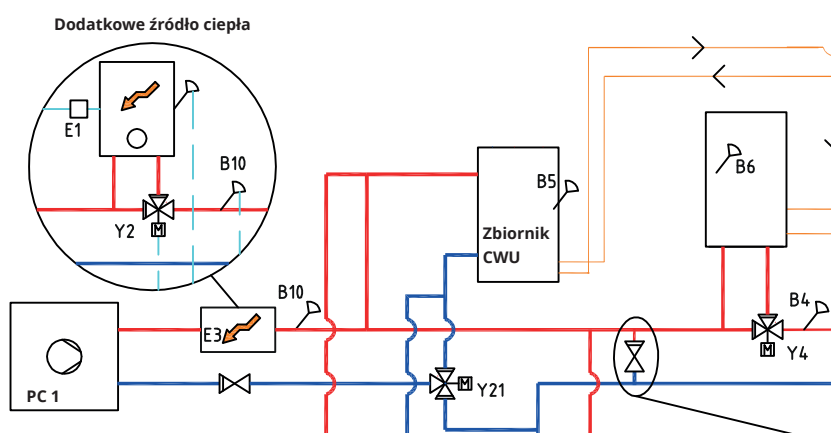 Dodatkowe źródło ciepła
E1
B10
Y2
M
B5
B6
Zbiornik
CWU
B10
E3
B4
M
Y4
PC 1
M
Y21